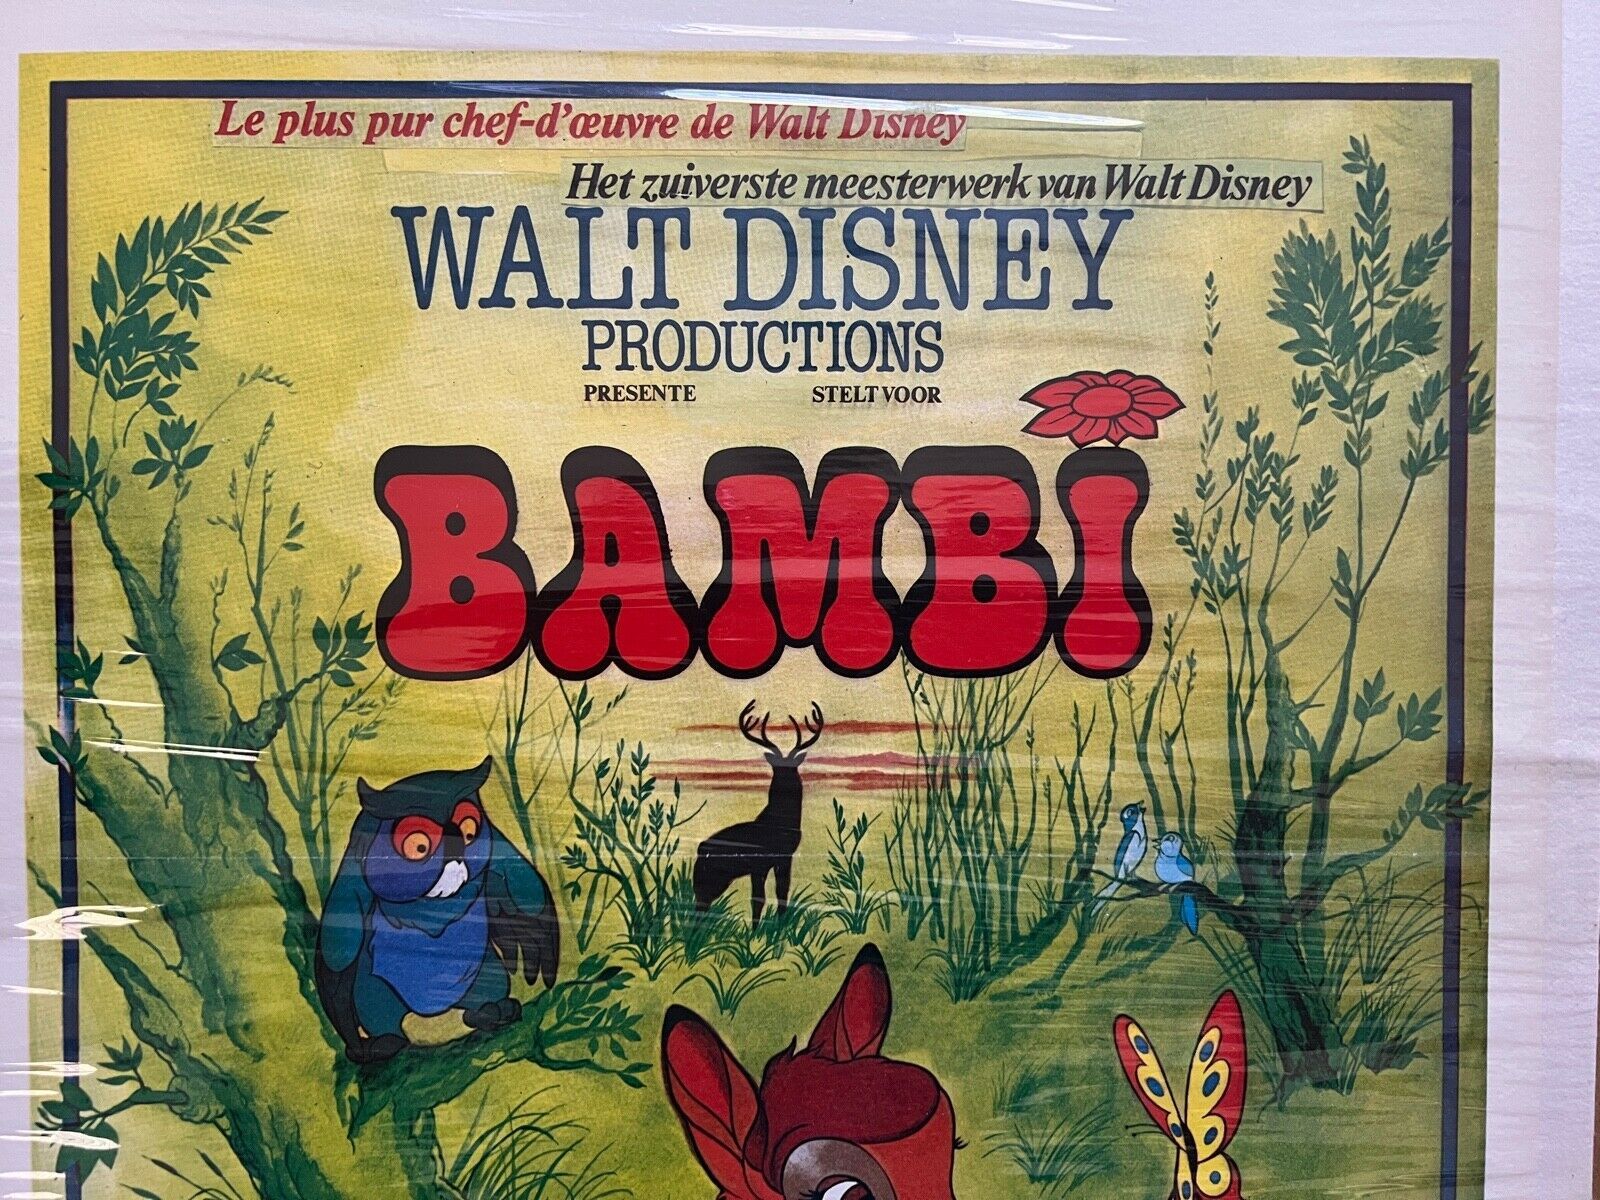 Le plus pur chef-d'œuvre de Walt Disney
Het zuiverste meesterwerk van Walt Disney
WALT DISNEY
PRODUCTIONS
PRESENTE STELT VOOR
BAMBI